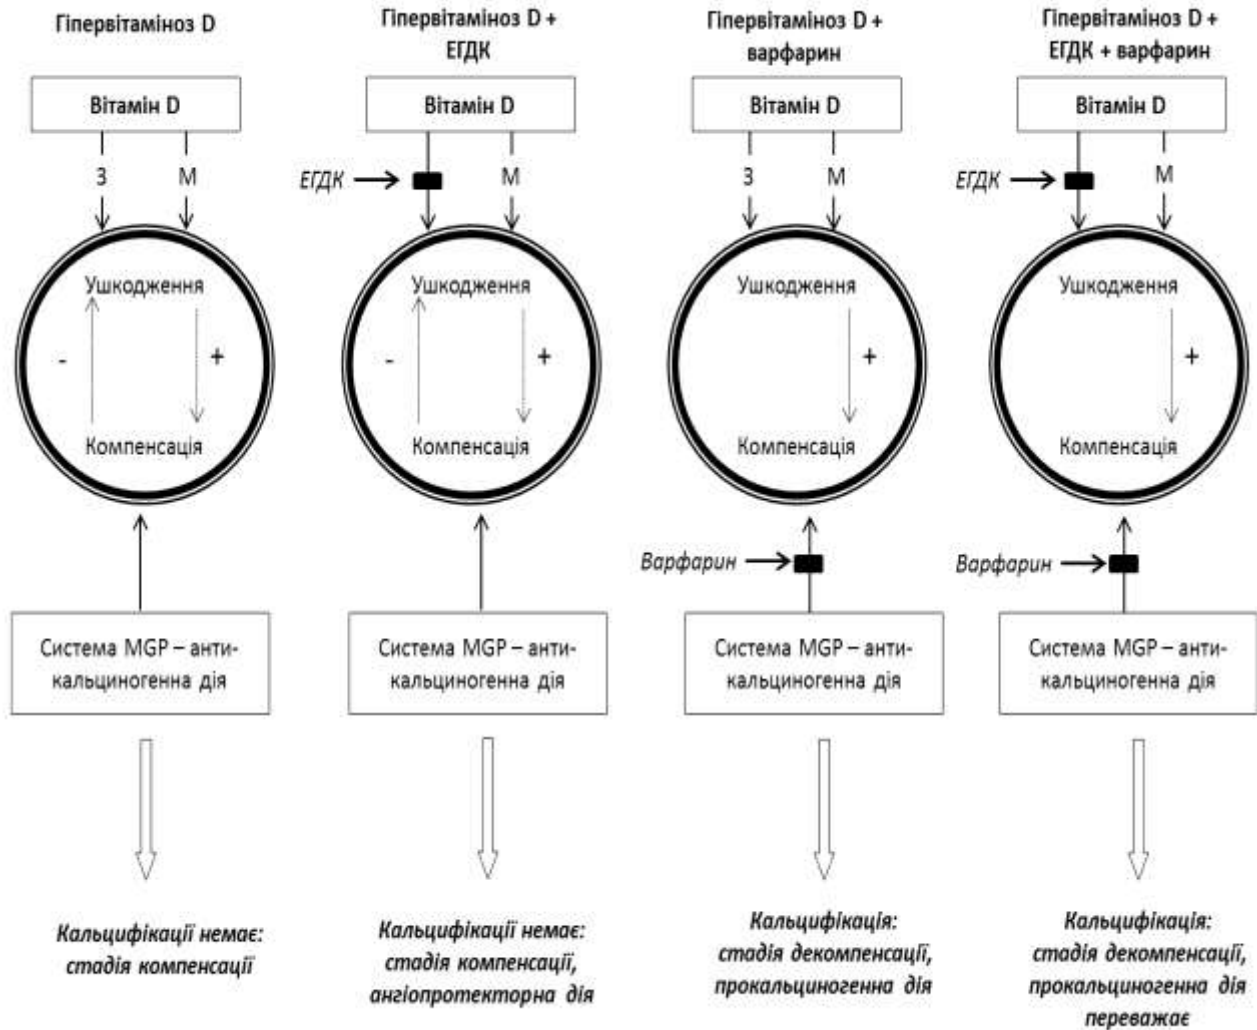 Гіпервітаміноз D
Вітамін D
З
М
Ушкодження
-
+
Компенсація
Система MGP – анти-
кальциногенна дія
Кальцифікації немає:
стадія компенсації
Гіпервітаміноз D +
ЕГДК
Вітамін D
ЕГДК
М
Ушкодження
-
+
Компенсація
Система MGP – анти-
кальциногенна дія
Кальцифікації немає:
стадія компенсації,
ангіопротекторна дія
Гіпервітаміноз D +
варфарин
Вітамін D
З
М
Ушкодження
+
Компенсація
Варфарин
Система MGP – анти-
кальциногенна дія
Кальцифікація:
стадія декомпенсації,
прокальциногенна дія
Гіпервітаміноз D +
ЕГДК + варфарин
Вітамін D
ЕГДК
М
Ушкодження
+
Компенсація
Варфарин
Система MGP – анти-
кальциногенна дія
Кальцифікація:
стадія декомпенсації,
прокальциногенна дія
переважає